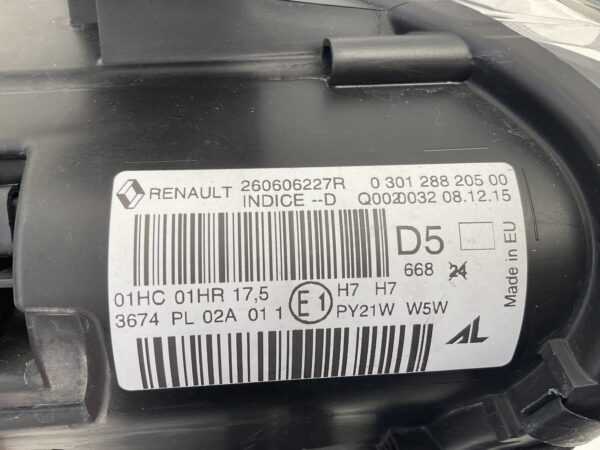 RENAULT 260606227R 0 301 288 205 00
INDICE --D Q0020032 08.12.15
D5
668 24
01HC 01HR 17,5 E1 H7 H7
3674 PL 02A 01 1 PY21W W5W
AL
Made in EU